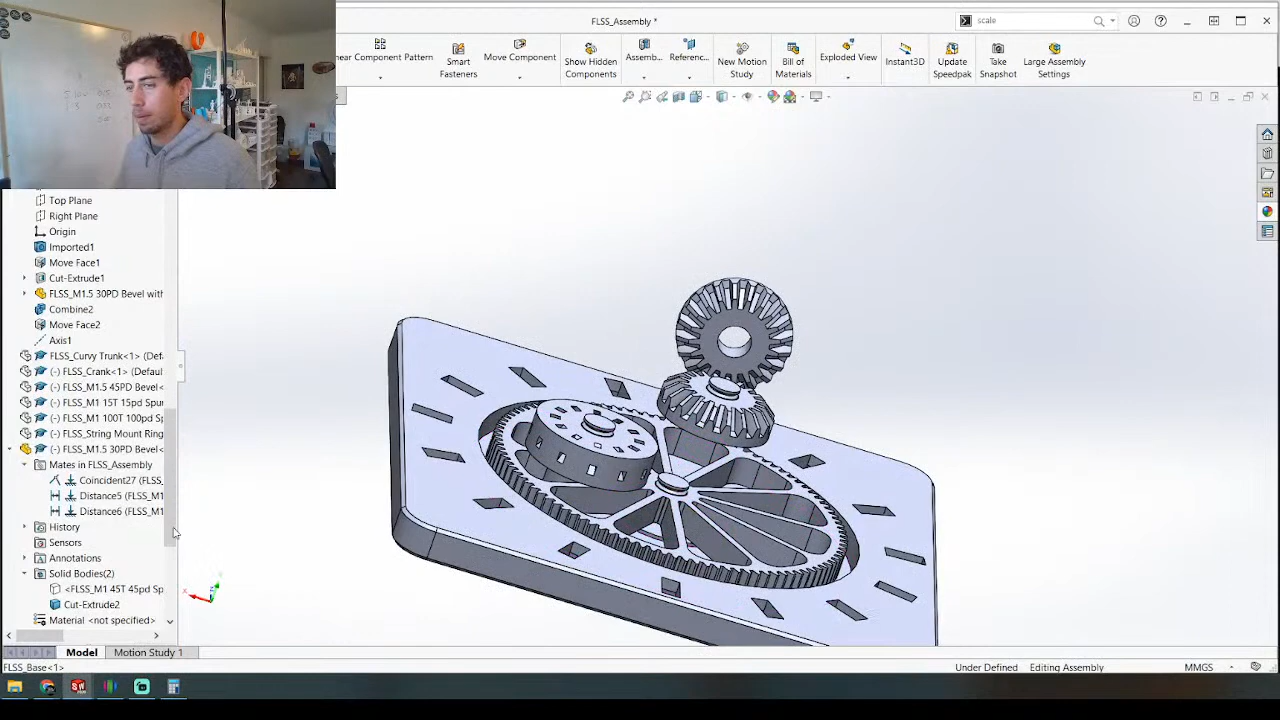 FLSS_Assembly *
scale
near Component Pattern
Smart Fasteners
Move Component
Show Hidden Components
Assemb...
Referenc...
New Motion Study
Bill of Materials
Exploded View
Instant3D
Update Speedpak
Take Snapshot
Large Assembly Settings
Top Plane
Right Plane
Origin
Imported1
Move Face1
Cut-Extrude1
FLSS_M1.5 30PD Bevel with
Combine2
Move Face2
Axis1
FLSS_Curvy Trunk<1> (Defa
(-) FLSS_Crank<1> (Default
(-) FLSS_M1.5 45PD Bevel<
(-) FLSS_M1 15T 15pd Spur
(-) FLSS_M1 100T 100pd Sp
(-) FLSS_String Mount Ring
(-) FLSS_M1.5 30PD Bevel<
Mates in FLSS_Assembly
Coincident27 (FLSS_
Distance5 (FLSS_M1
Distance6 (FLSS_M1
History
Sensors
Annotations
Solid Bodies(2)
<FLSS_M1 45T 45pd Sp
Cut-Extrude2
Material <not specified>
Model
Motion Study 1
FLSS_Base<1>
Under Defined
Editing Assembly
MMGS